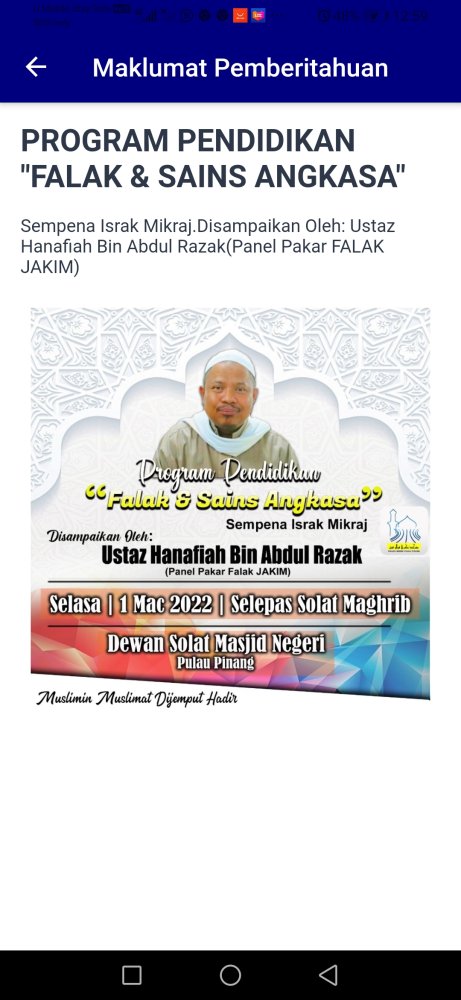 Maklumat Pemberitahuan
PROGRAM PENDIDIKAN
"FALAK & SAINS ANGKASA"
Sempena Israk Mikraj.Disampaikan Oleh: Ustaz
Hanafiah Bin Abdul Razak(Panel Pakar FALAK
JAKIM)
Program Pendidikan
“Falak & Sains Angkasa”
Sempena Israk Mikraj
Disampaikan Oleh:
Ustaz Hanafiah Bin Abdul Razak
(Panel Pakar Falak JAKIM)
Selasa | 1 Mac 2022 | Selepas Solat Maghrib
Dewan Solat Masjid Negeri
Pulau Pinang
Muslimin Muslimat Dijemput Hadir